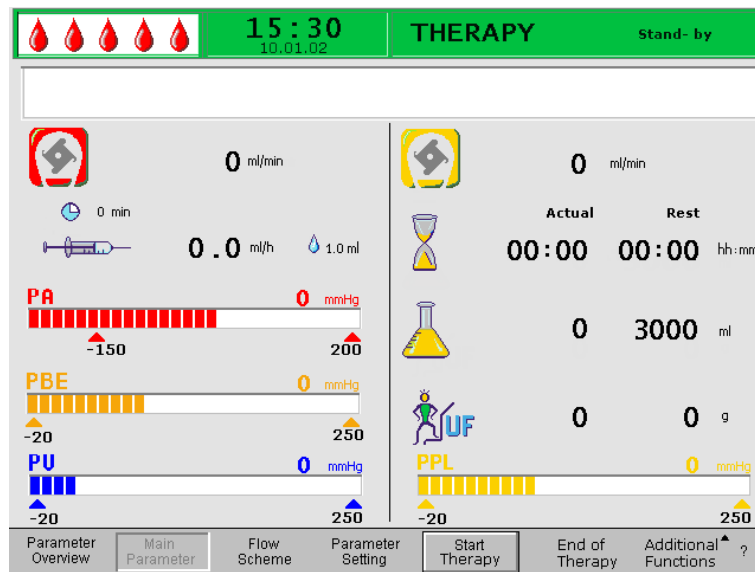 15:30 THERAPY Stand- by
10.01.02
0 ml/min
0 min
0.0 ml/h 1.0 ml
PA 0 mmHg
-150 200
PBE 0 mmHg
-20 250
PV 0 mmHg
-20 250
0 ml/min
Actual Rest
00:00 00:00 hh:mm
0 3000 ml
UF 0 0 g
PPL 0 mmHg
-20 250
Parameter Overview
Main Parameter
Flow Scheme
Parameter Setting
Start Therapy
End of Therapy
Additional Functions
?